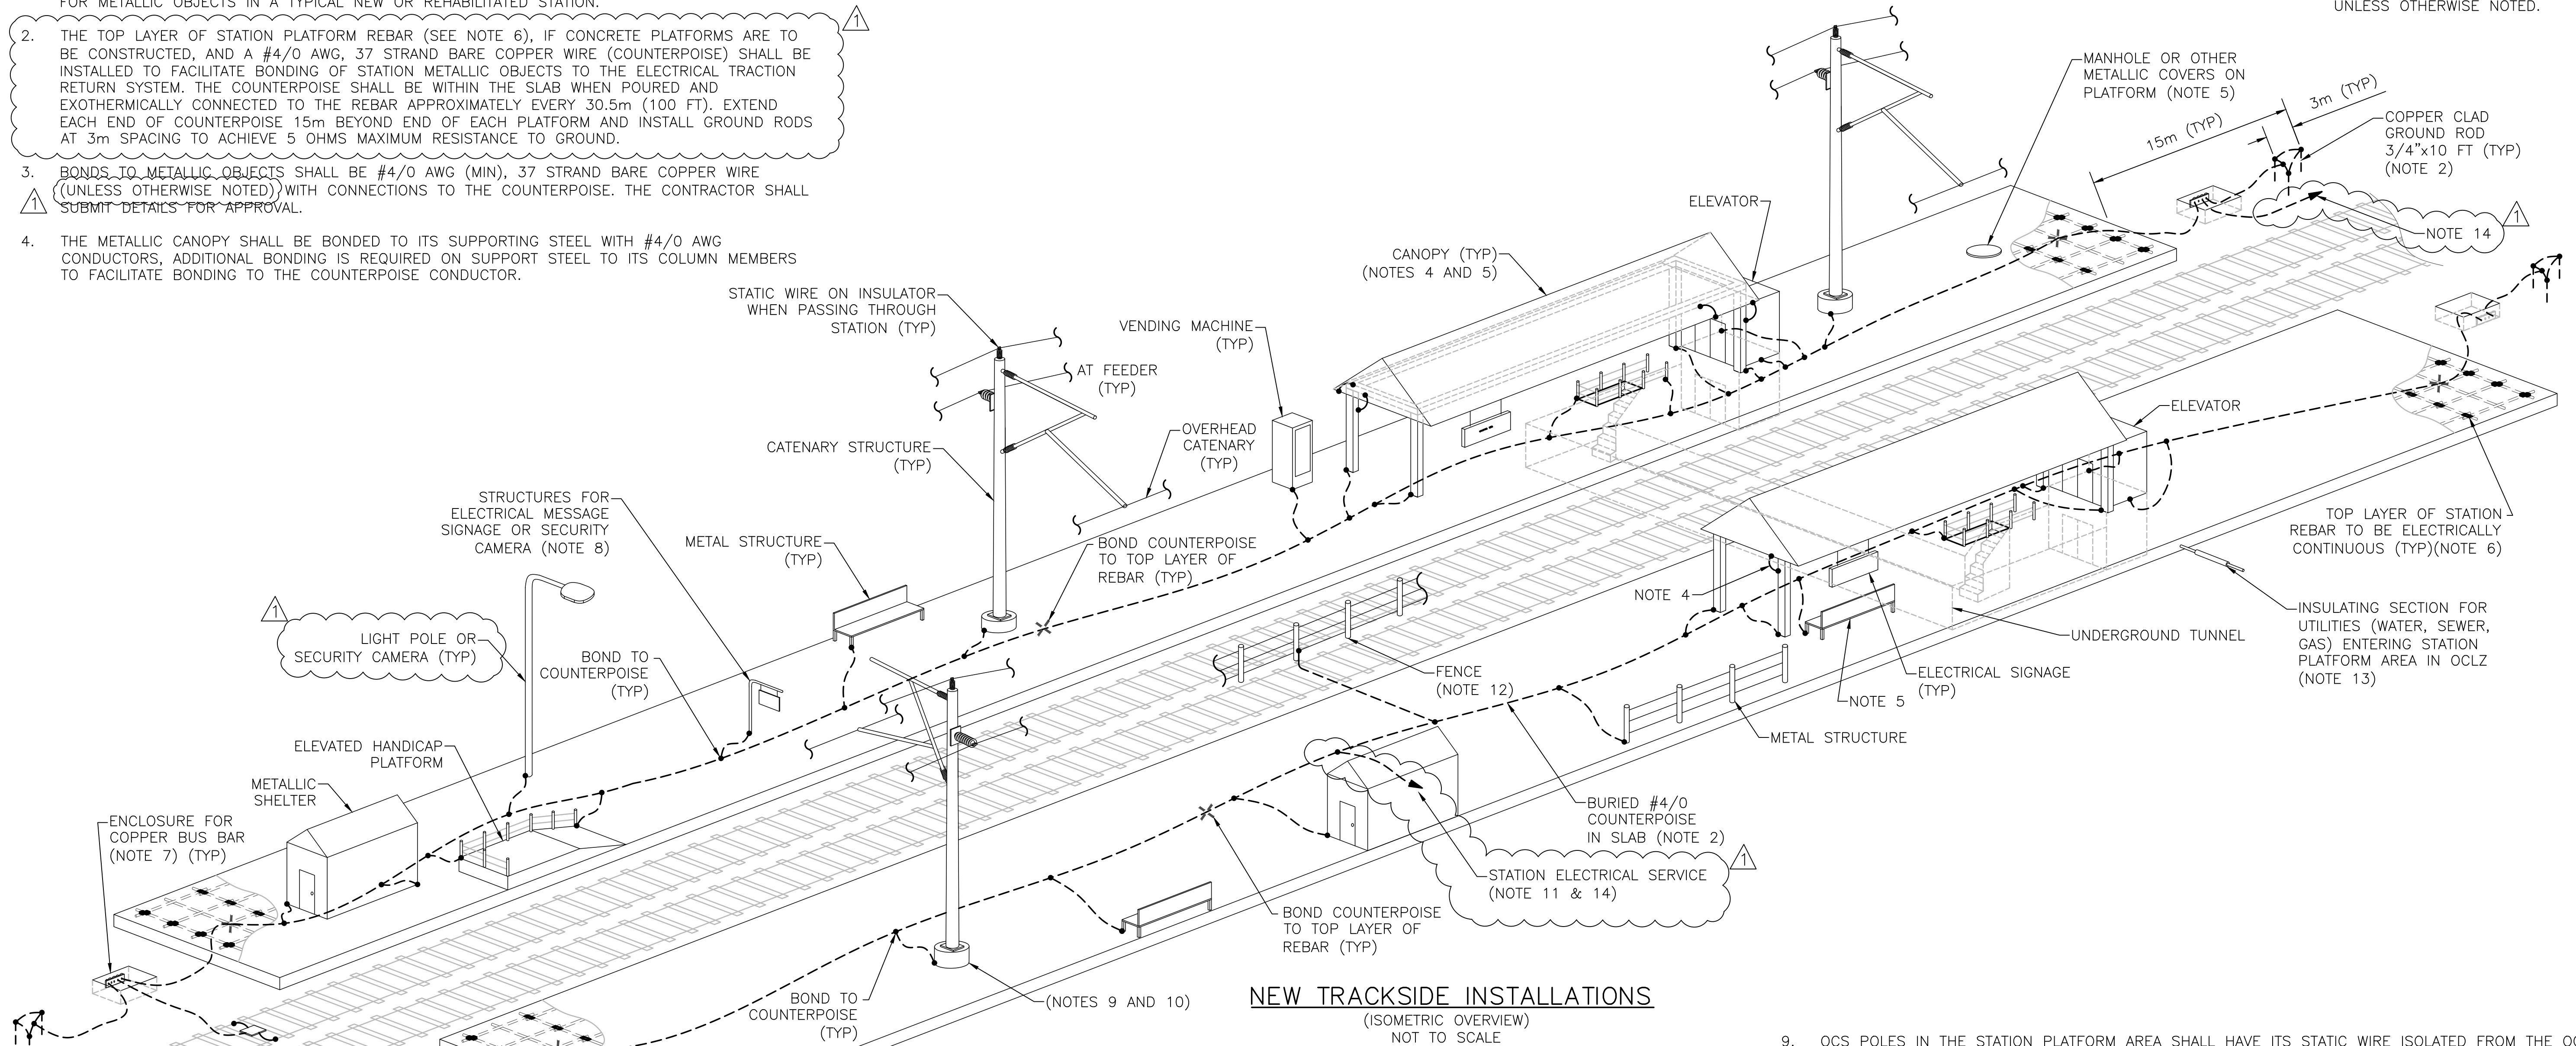 FOR METALLIC OBJECTS IN A TYPICAL NEW OR REHABILITATED STATION.
1
2. THE TOP LAYER OF STATION PLATFORM REBAR (SEE NOTE 6), IF CONCRETE PLATFORMS ARE TO
BE CONSTRUCTED, AND A #4/0 AWG, 37 STRAND BARE COPPER WIRE (COUNTERPOISE) SHALL BE
INSTALLED TO FACILITATE BONDING OF STATION METALLIC OBJECTS TO THE ELECTRICAL TRACTION
RETURN SYSTEM. THE COUNTERPOISE SHALL BE WITHIN THE SLAB WHEN POURED AND
EXOTHERMICALLY CONNECTED TO THE REBAR APPROXIMATELY EVERY 30.5m (100 FT). EXTEND
EACH END OF COUNTERPOISE 15m BEYOND END OF EACH PLATFORM AND INSTALL GROUND RODS
AT 3m SPACING TO ACHIEVE 5 OHMS MAXIMUM RESISTANCE TO GROUND.
3. BONDS TO METALLIC OBJECTS SHALL BE #4/0 AWG (MIN), 37 STRAND BARE COPPER WIRE
(UNLESS OTHERWISE NOTED) WITH CONNECTIONS TO THE COUNTERPOISE. THE CONTRACTOR SHALL
1
SUBMIT DETAILS FOR APPROVAL.
4. THE METALLIC CANOPY SHALL BE BONDED TO ITS SUPPORTING STEEL WITH #4/0 AWG
CONDUCTORS, ADDITIONAL BONDING IS REQUIRED ON SUPPORT STEEL TO ITS COLUMN MEMBERS
TO FACILITATE BONDING TO THE COUNTERPOISE CONDUCTOR.
UNLESS OTHERWISE NOTED.
MANHOLE OR OTHER
METALLIC COVERS ON
PLATFORM (NOTE 5)
3m (TYP)
15m (TYP)
COPPER CLAD
GROUND ROD
3/4"x10 FT (TYP)
(NOTE 2)
1
NOTE 14
ELEVATOR
CANOPY (TYP)
(NOTES 4 AND 5)
STATIC WIRE ON INSULATOR
WHEN PASSING THROUGH
STATION (TYP)
VENDING MACHINE
(TYP)
AT FEEDER
(TYP)
OVERHEAD
CATENARY
(TYP)
CATENARY STRUCTURE
(TYP)
ELEVATOR
STRUCTURES FOR
ELECTRICAL MESSAGE
SIGNAGE OR SECURITY
CAMERA (NOTE 8)
METAL STRUCTURE
(TYP)
BOND COUNTERPOISE
TO TOP LAYER OF
REBAR (TYP)
TOP LAYER OF STATION
REBAR TO BE ELECTRICALLY
CONTINUOUS (TYP)(NOTE 6)
NOTE 4
INSULATING SECTION FOR
UTILITIES (WATER, SEWER,
GAS) ENTERING STATION
PLATFORM AREA IN OCLZ
(NOTE 13)
UNDERGROUND TUNNEL
1
LIGHT POLE OR
SECURITY CAMERA (TYP)
BOND TO
COUNTERPOISE
(TYP)
FENCE
(NOTE 12)
ELECTRICAL SIGNAGE
(TYP)
NOTE 5
METAL STRUCTURE
ELEVATED HANDICAP
PLATFORM
METALLIC
SHELTER
ENCLOSURE FOR
COPPER BUS BAR
(NOTE 7) (TYP)
BURIED #4/0
COUNTERPOISE
IN SLAB (NOTE 2)
1
STATION ELECTRICAL SERVICE
(NOTE 11 & 14)
BOND COUNTERPOISE
TO TOP LAYER OF
REBAR (TYP)
BOND TO
COUNTERPOISE
(TYP)
(NOTES 9 AND 10)
NEW TRACKSIDE INSTALLATIONS
(ISOMETRIC OVERVIEW)
NOT TO SCALE
9. OCS POLES IN THE STATION PLATFORM AREA SHALL HAVE ITS STATIC WIRE ISOLATED FROM THE